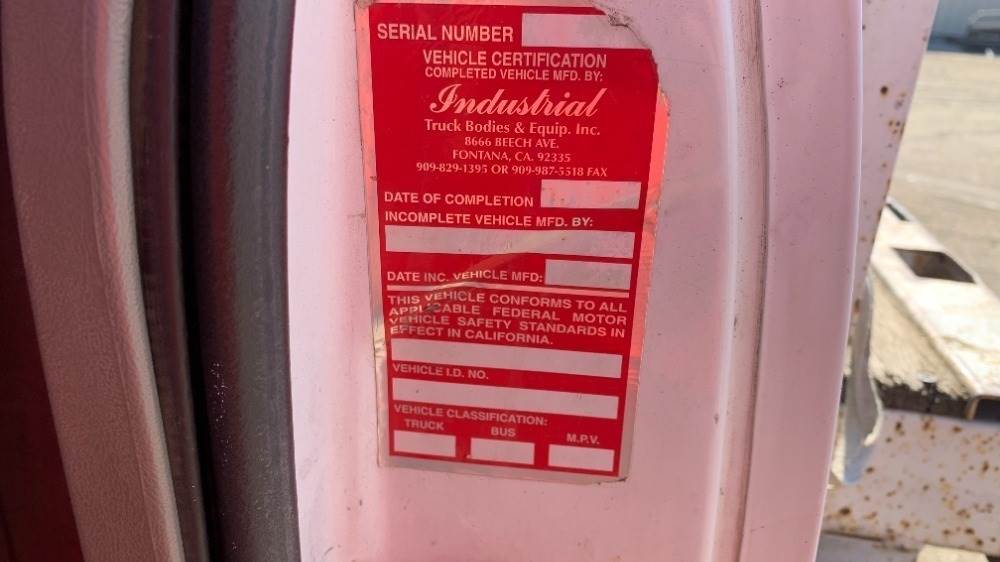 SERIAL NUMBER
VEHICLE CERTIFICATION
COMPLETED VEHICLE MFD. BY:
Industrial
Truck Bodies & Equip. Inc.
8666 BEECH AVE.
FONTANA, CA. 92335
909-829-1395 OR 909-987-5518 FAX
DATE OF COMPLETION
INCOMPLETE VEHICLE MFD. BY:
DATE INC. VEHICLE MFD:
THIS VEHICLE CONFORMS TO ALL
APPLICABLE FEDERAL MOTOR
VEHICLE SAFETY STANDARDS IN
EFFECT IN CALIFORNIA.
VEHICLE I.D. NO.
VEHICLE CLASSIFICATION:
TRUCK BUS M.P.V.